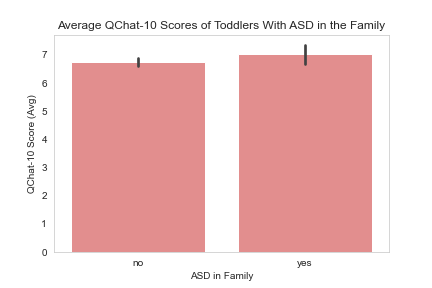 Average QChat-10 Scores of Toddlers With ASD in the Family
QChat-10 Score (Avg)
7
6
5
4
3
2
1
0
no yes
ASD in Family